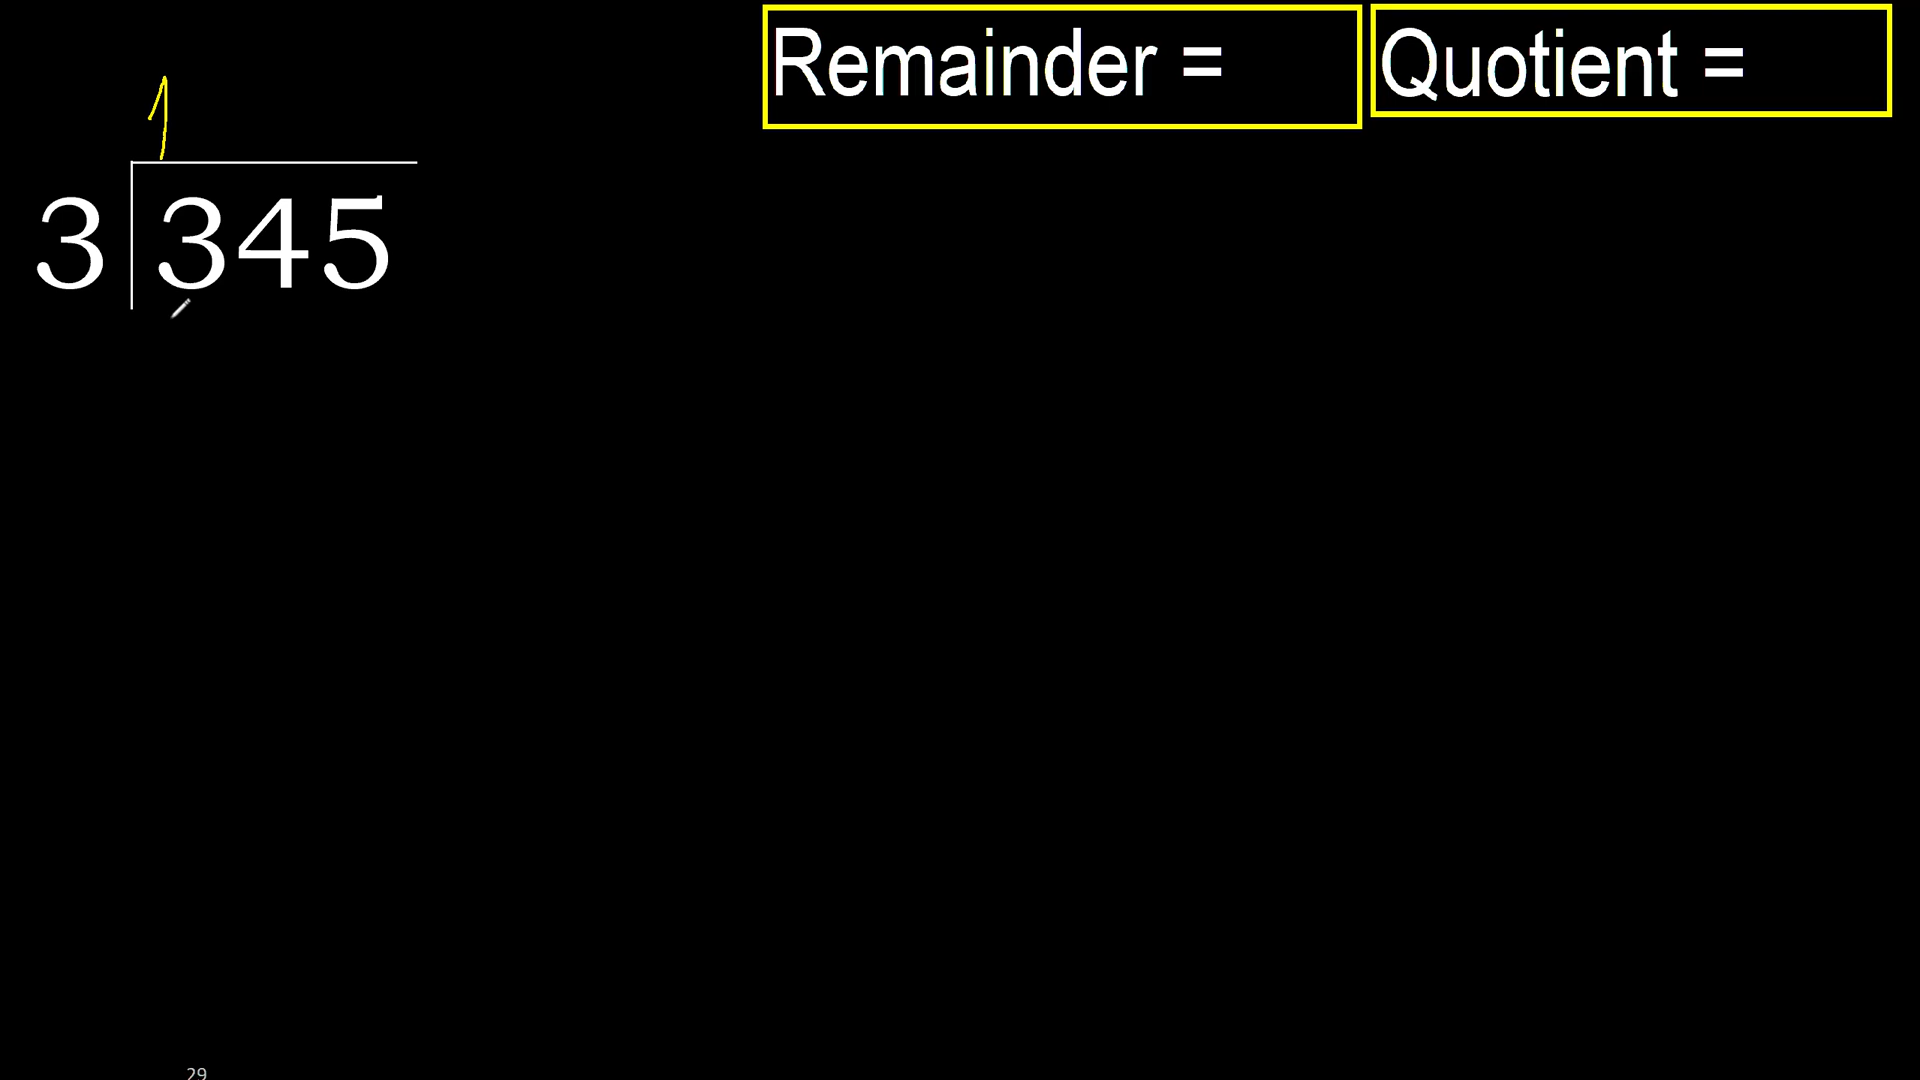 Remainder = Quotient =
1
3 345
29